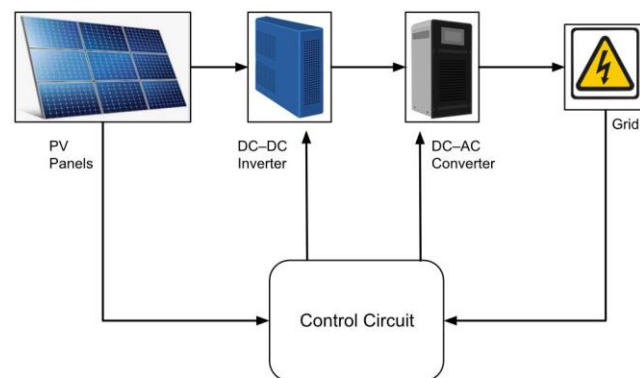 PV
Panels
DC–DC
Inverter
DC–AC
Converter
Grid
Control Circuit